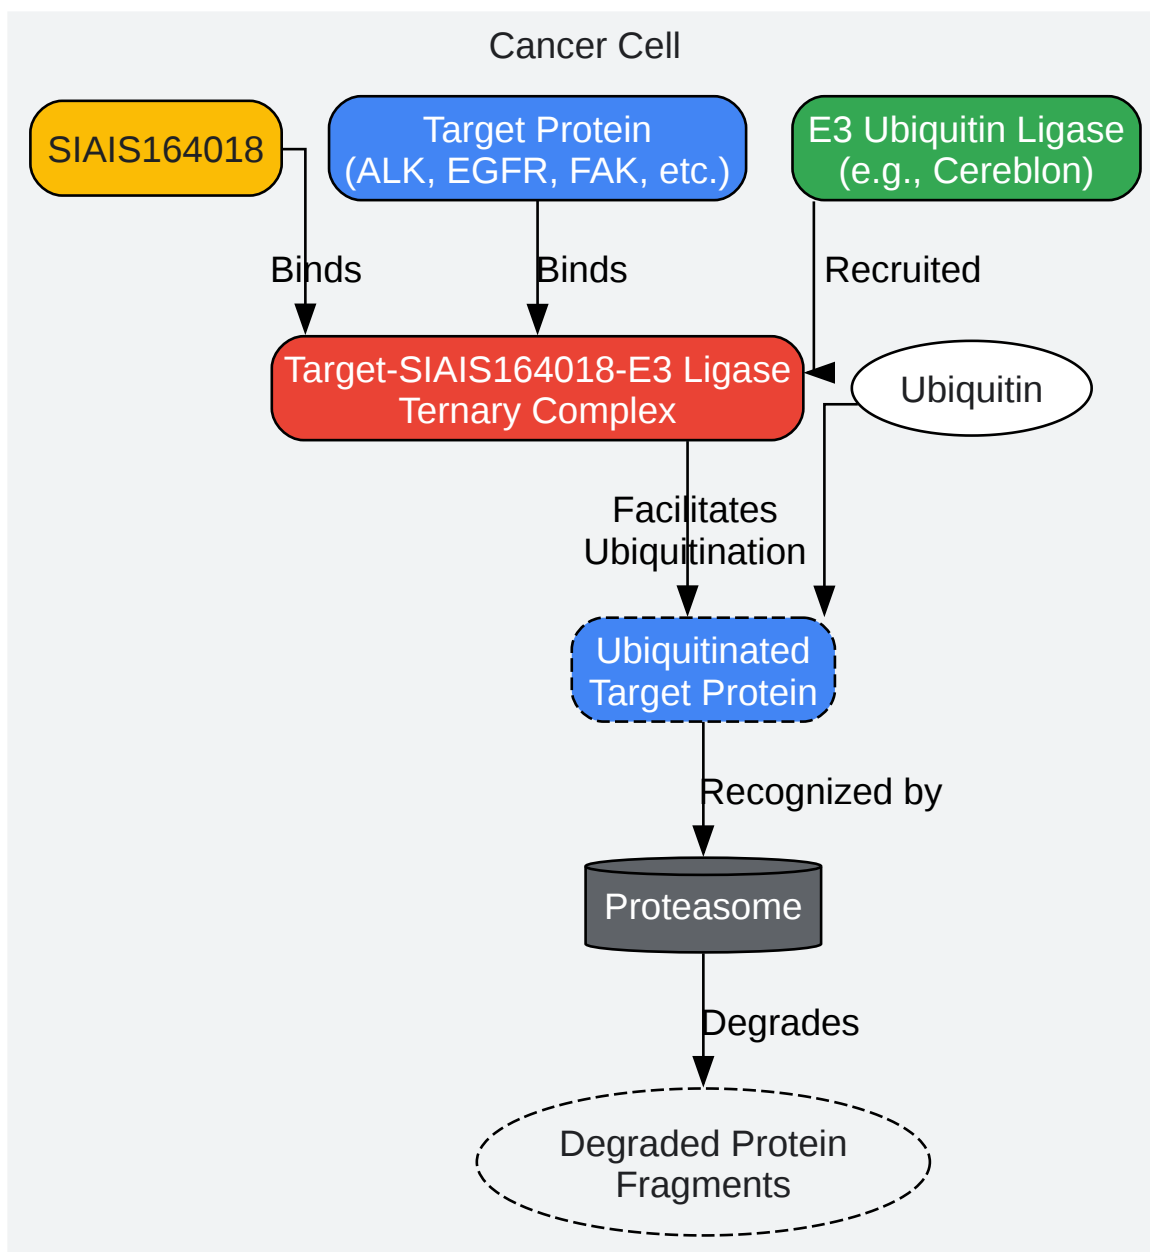 Cancer Cell
SIAIS164018
Target Protein
(ALK, EGFR, FAK, etc.)
E3 Ubiquitin Ligase
(e.g., Cereblon)
Binds
Binds
Recruited
Target-SIAIS164018-E3 Ligase
Ternary Complex
Ubiquitin
Facilitates
Ubiquitination
Ubiquitinated
Target Protein
Recognized by
Proteasome
Degrades
Degraded Protein
Fragments